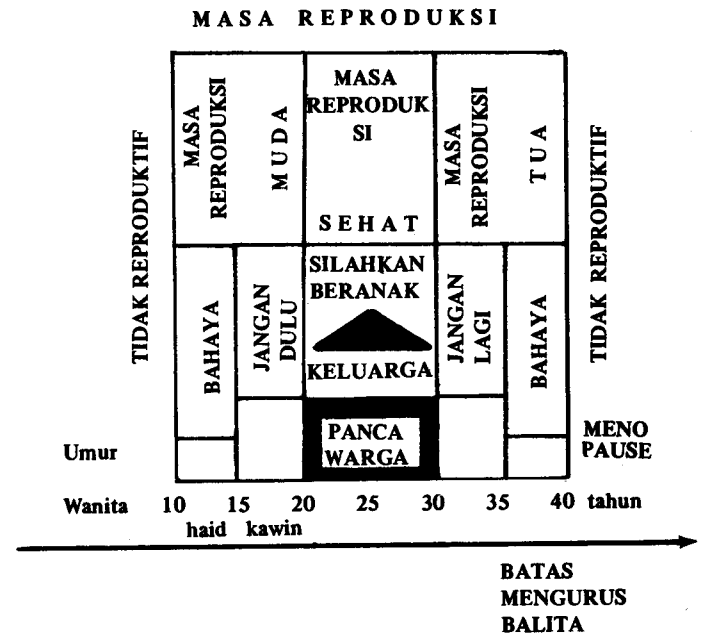 MASA REPRODUKSI
TIDAK REPRODUKTIF
MASA
REPRODUKSI
MUDA
MASA
REPRODUK
SI
SEHAT
MASA
REPRODUKSI
TUA
TIDAK REPRODUKTIF
BAHAYA
JANGAN
DULU
SILAHKAN
BERANAK
KELUARGA
JANGAN
LAGI
BAHAYA
PANCA
WARGA
MENO
PAUSE
Umur
Wanita 10 15 20 25 30 35 40 tahun
haid kawin
BATAS
MENGURUS
BALITA